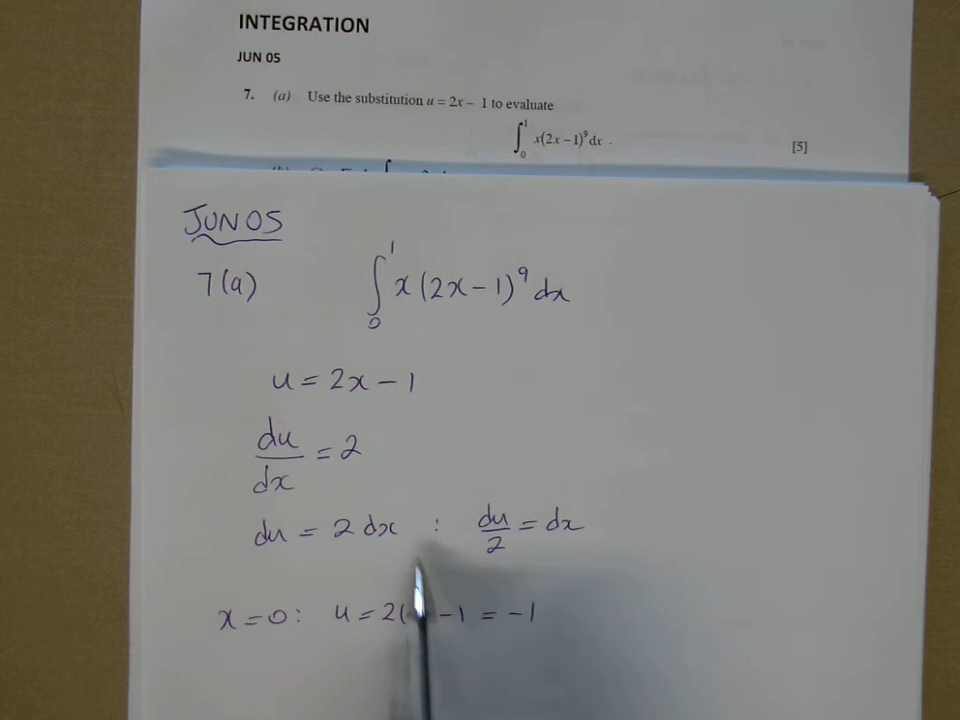 INTEGRATION
JUN 05
7. (a) Use the substitution u = 2x – 1 to evaluate
∫₀¹ x(2x – 1)⁹ dx . [5]
JUN 05
7(a) ∫₀¹ x(2x – 1)⁹ dx
u = 2x – 1
du/dx = 2
du = 2 dx : du/2 = dx
x = 0 : u = 2( – 1 = – 1